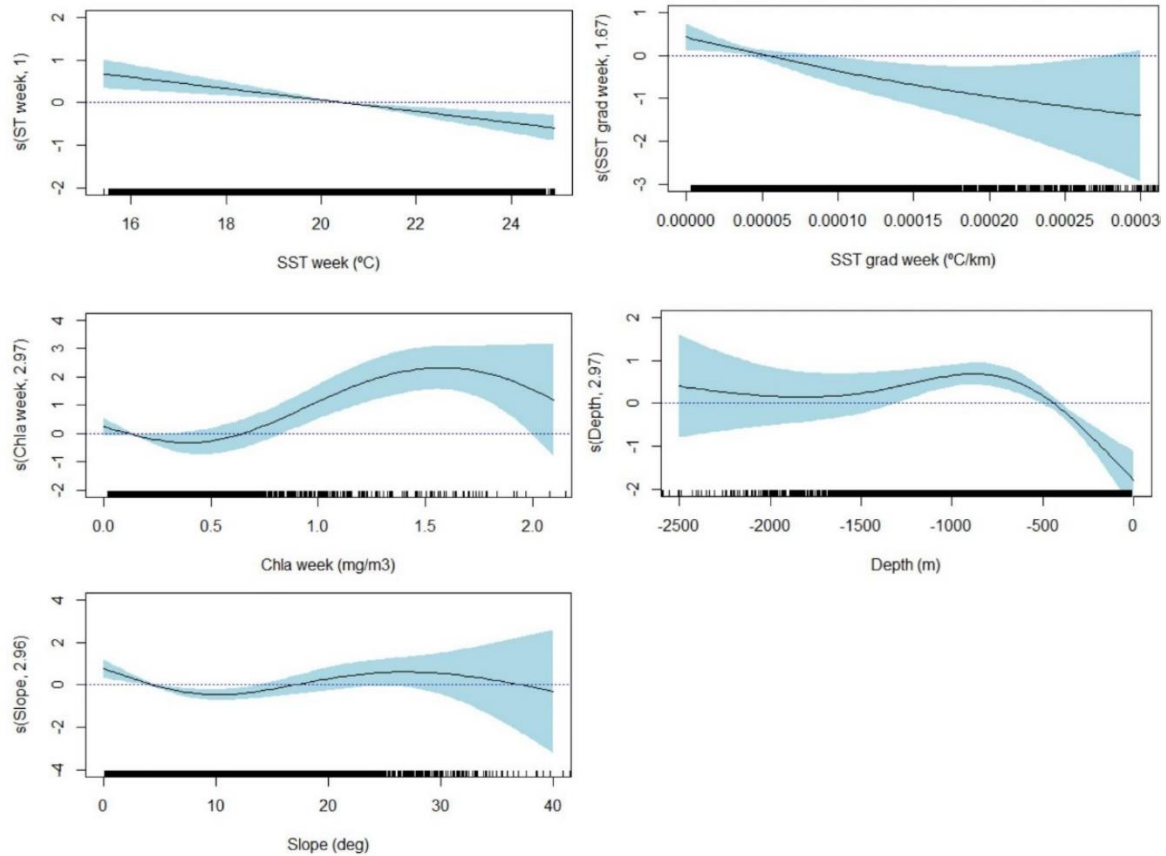 s(ST week, 1)
2
1
0
-1
-2
16 18 20 22 24
SST week (ºC)
s(SST grad week, 1.67)
1
0
-1
-2
-3
0.00000 0.00005 0.00010 0.00015 0.00020 0.00025 0.0003
SST grad week (ºC/km)
s(Chla week, 2.97)
4
3
2
1
0
-1
-2
0.0 0.5 1.0 1.5 2.0
Chla week (mg/m3)
s(Depth, 2.97)
2
1
0
-1
-2
-2500 -2000 -1500 -1000 -500 0
Depth (m)
s(Slope, 2.96)
4
2
0
-2
-4
0 10 20 30 40
Slope (deg)